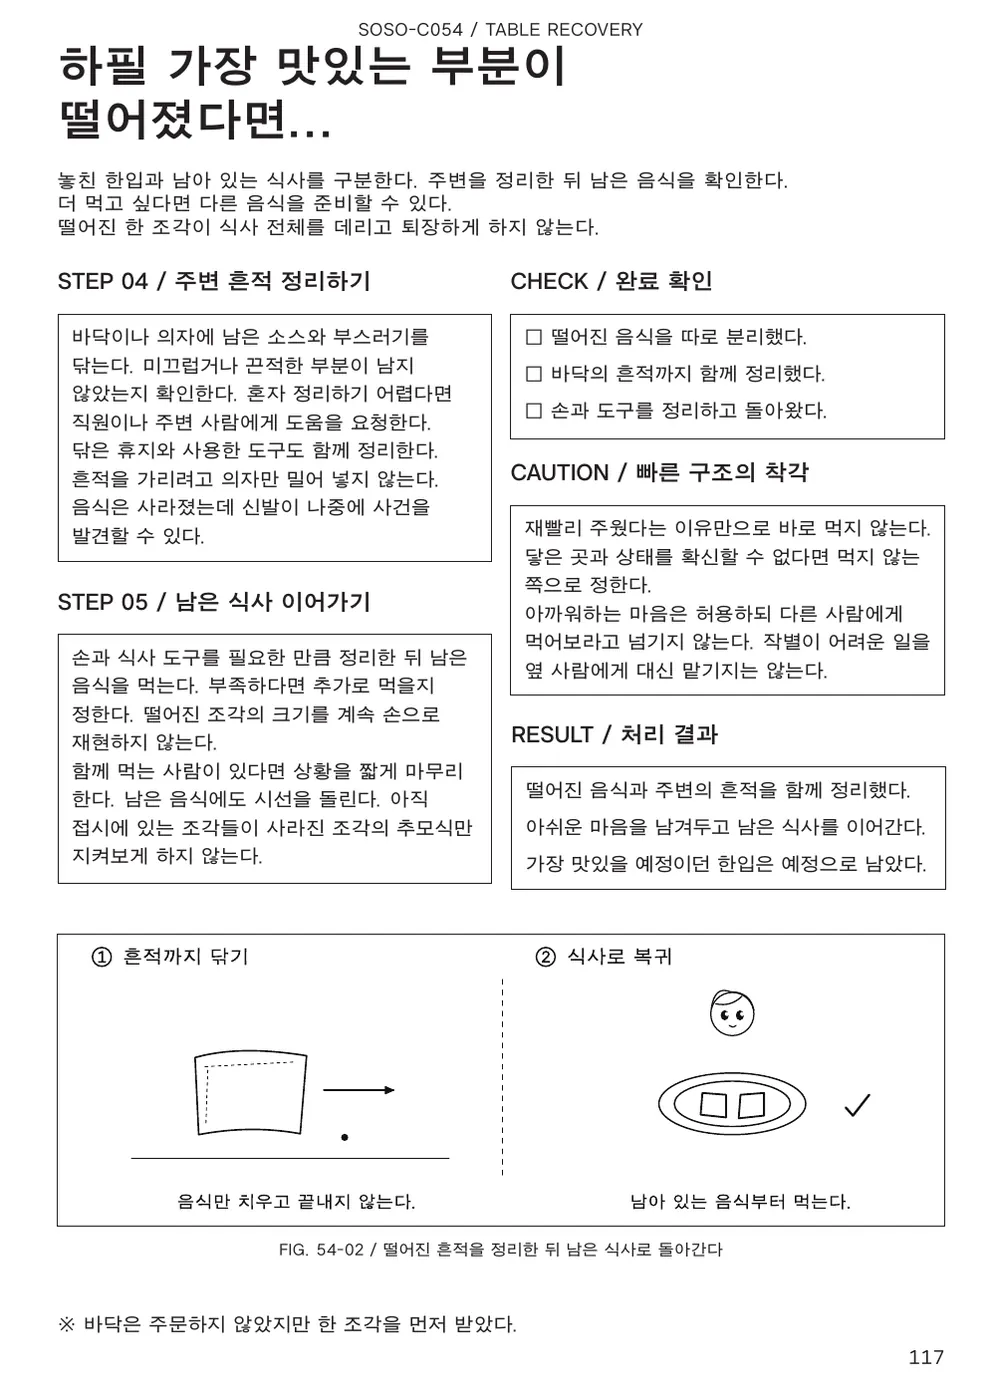 SOSO-C054 / TABLE RECOVERY
하필 가장 맛있는 부분이
떨어졌다면...
놓친 한입과 남아 있는 식사를 구분한다. 주변을 정리한 뒤 남은 음식을 확인한다.
더 먹고 싶다면 다른 음식을 준비할 수 있다.
떨어진 한 조각이 식사 전체를 데리고 퇴장하게 하지 않는다.
STEP 04 / 주변 흔적 정리하기
바닥이나 의자에 남은 소스와 부스러기를
닦는다. 미끄럽거나 끈적한 부분이 남지
않았는지 확인한다. 혼자 정리하기 어렵다면
직원이나 주변 사람에게 도움을 요청한다.
닦은 휴지와 사용한 도구도 함께 정리한다.
흔적을 가리려고 의자만 밀어 넣지 않는다.
음식은 사라졌는데 신발이 나중에 사건을
발견할 수 있다.
STEP 05 / 남은 식사 이어가기
손과 식사 도구를 필요한 만큼 정리한 뒤 남은
음식을 먹는다. 부족하다면 추가로 먹을지
정한다. 떨어진 조각의 크기를 계속 손으로
재현하지 않는다.
함께 먹는 사람이 있다면 상황을 짧게 마무리
한다. 남은 음식에도 시선을 돌린다. 아직
접시에 있는 조각들이 사라진 조각의 추모식만
지켜보게 하지 않는다.
CHECK / 완료 확인
□ 떨어진 음식을 따로 분리했다.
□ 바닥의 흔적까지 함께 정리했다.
□ 손과 도구를 정리하고 돌아왔다.
CAUTION / 빠른 구조의 착각
재빨리 주웠다는 이유만으로 바로 먹지 않는다.
닿은 곳과 상태를 확신할 수 없다면 먹지 않는
쪽으로 정한다.
아까워하는 마음은 허용하되 다른 사람에게
먹어보라고 넘기지 않는다. 작별이 어려운 일을
옆 사람에게 대신 맡기지는 않는다.
RESULT / 처리 결과
떨어진 음식과 주변의 흔적을 함께 정리했다.
아쉬운 마음을 남겨두고 남은 식사를 이어간다.
가장 맛있을 예정이던 한입은 예정으로 남았다.
① 흔적까지 닦기
② 식사로 복귀
음식만 치우고 끝내지 않는다.
남아 있는 음식부터 먹는다.
FIG. 54-02 / 떨어진 흔적을 정리한 뒤 남은 식사로 돌아간다
※ 바닥은 주문하지 않았지만 한 조각을 먼저 받았다.
117